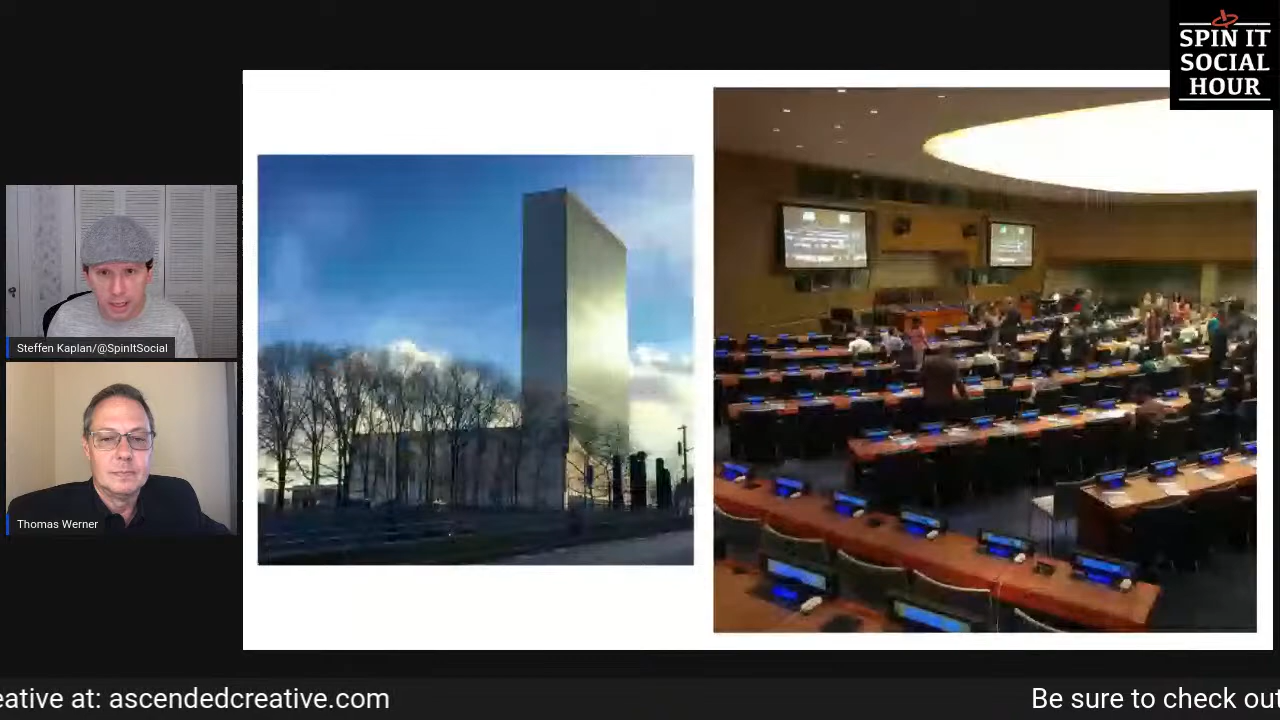 SPIN IT
SOCIAL
HOUR
Steffen Kaplan/@SpinItSocial
Thomas Werner
eative at: ascendedcreative.com
Be sure to check out